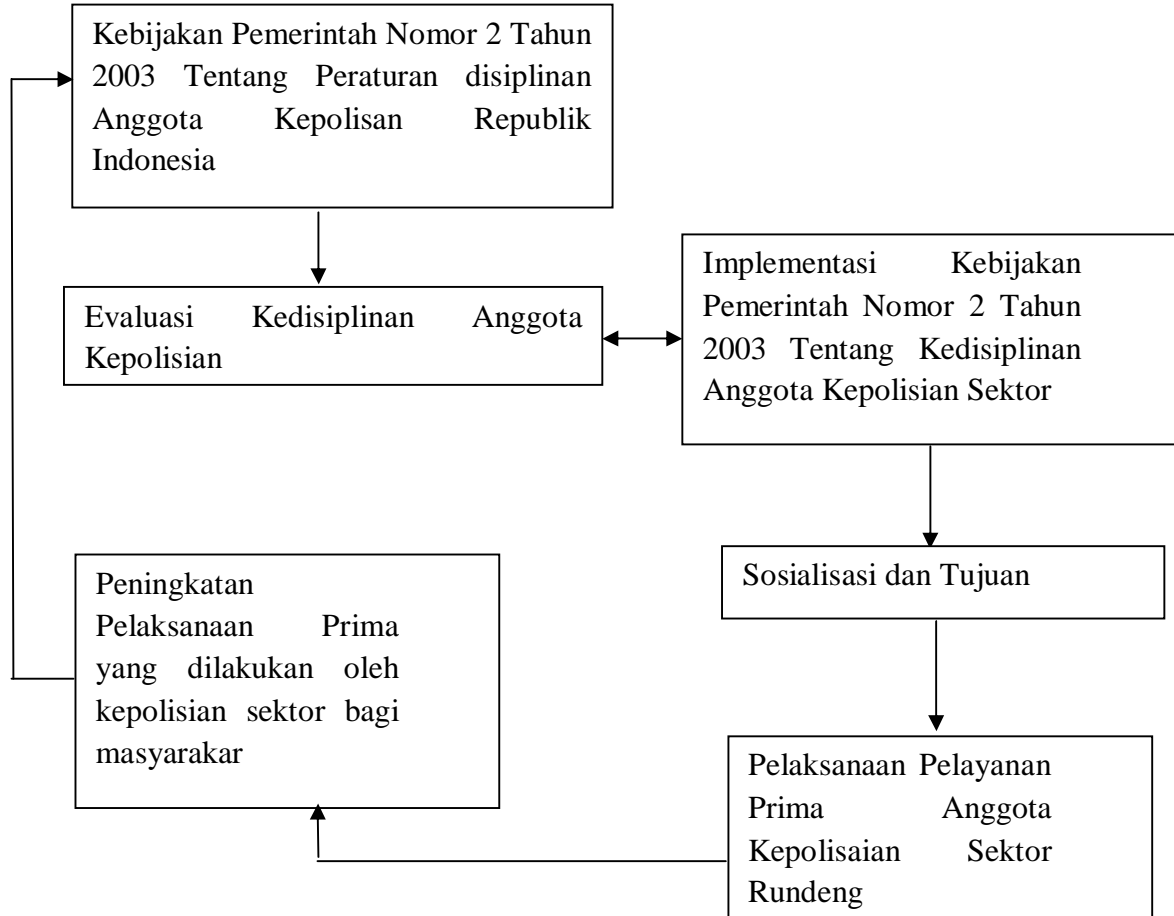 Kebijakan Pemerintah Nomor 2 Tahun
2003 Tentang Peraturan disiplinan
Anggota Kepolisan Republik
Indonesia
Evaluasi Kedisiplinan Anggota
Kepolisian
Implementasi Kebijakan
Pemerintah Nomor 2 Tahun
2003 Tentang Kedisiplinan
Anggota Kepolisian Sektor
Sosialisasi dan Tujuan
Pelaksanaan Pelayanan
Prima Anggota
Kepolisaian Sektor
Rundeng
Peningkatan
Pelaksanaan Prima
yang dilakukan oleh
kepolisian sektor bagi
masyarakar